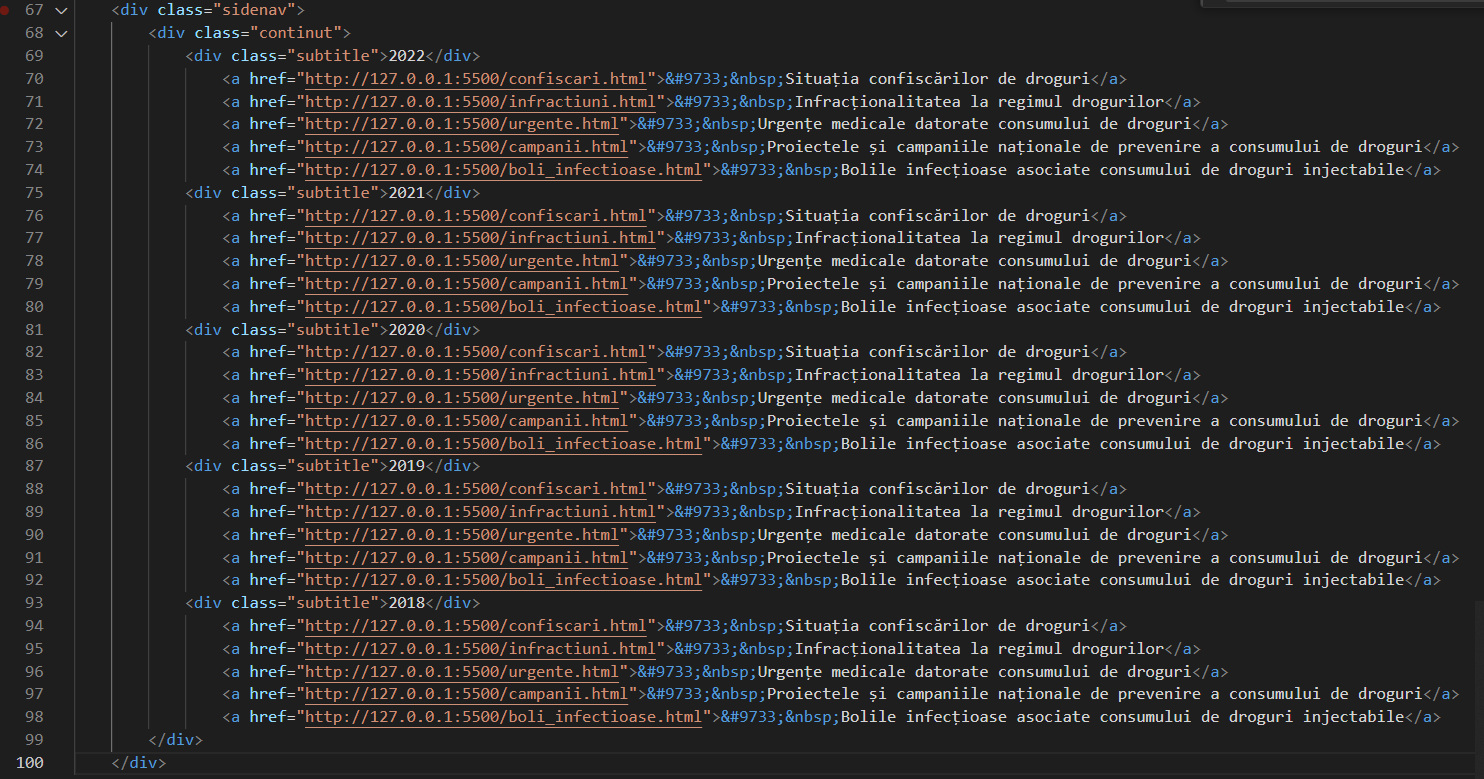 67 <div class="sidenav">
68 <div class="continut">
69 <div class="subtitle">2022</div>
70 <a href="http://127.0.0.1:5500/confiscari.html">&#9733;&nbsp;Situația confiscărilor de droguri</a>
71 <a href="http://127.0.0.1:5500/infractiuni.html">&#9733;&nbsp;Infracționalitatea la regimul drogurilor</a>
72 <a href="http://127.0.0.1:5500/urgente.html">&#9733;&nbsp;Urgențe medicale datorate consumului de droguri</a>
73 <a href="http://127.0.0.1:5500/campanii.html">&#9733;&nbsp;Proiectele și campaniile naționale de prevenire a consumului de droguri</a>
74 <a href="http://127.0.0.1:5500/boli_infectioase.html">&#9733;&nbsp;Bolile infecțioase asociate consumului de droguri injectabile</a>
75 <div class="subtitle">2021</div>
76 <a href="http://127.0.0.1:5500/confiscari.html">&#9733;&nbsp;Situația confiscărilor de droguri</a>
77 <a href="http://127.0.0.1:5500/infractiuni.html">&#9733;&nbsp;Infracționalitatea la regimul drogurilor</a>
78 <a href="http://127.0.0.1:5500/urgente.html">&#9733;&nbsp;Urgențe medicale datorate consumului de droguri</a>
79 <a href="http://127.0.0.1:5500/campanii.html">&#9733;&nbsp;Proiectele și campaniile naționale de prevenire a consumului de droguri</a>
80 <a href="http://127.0.0.1:5500/boli_infectioase.html">&#9733;&nbsp;Bolile infecțioase asociate consumului de droguri injectabile</a>
81 <div class="subtitle">2020</div>
82 <a href="http://127.0.0.1:5500/confiscari.html">&#9733;&nbsp;Situația confiscărilor de droguri</a>
83 <a href="http://127.0.0.1:5500/infractiuni.html">&#9733;&nbsp;Infracționalitatea la regimul drogurilor</a>
84 <a href="http://127.0.0.1:5500/urgente.html">&#9733;&nbsp;Urgențe medicale datorate consumului de droguri</a>
85 <a href="http://127.0.0.1:5500/campanii.html">&#9733;&nbsp;Proiectele și campaniile naționale de prevenire a consumului de droguri</a>
86 <a href="http://127.0.0.1:5500/boli_infectioase.html">&#9733;&nbsp;Bolile infecțioase asociate consumului de droguri injectabile</a>
87 <div class="subtitle">2019</div>
88 <a href="http://127.0.0.1:5500/confiscari.html">&#9733;&nbsp;Situația confiscărilor de droguri</a>
89 <a href="http://127.0.0.1:5500/infractiuni.html">&#9733;&nbsp;Infracționalitatea la regimul drogurilor</a>
90 <a href="http://127.0.0.1:5500/urgente.html">&#9733;&nbsp;Urgențe medicale datorate consumului de droguri</a>
91 <a href="http://127.0.0.1:5500/campanii.html">&#9733;&nbsp;Proiectele și campaniile naționale de prevenire a consumului de droguri</a>
92 <a href="http://127.0.0.1:5500/boli_infectioase.html">&#9733;&nbsp;Bolile infecțioase asociate consumului de droguri injectabile</a>
93 <div class="subtitle">2018</div>
94 <a href="http://127.0.0.1:5500/confiscari.html">&#9733;&nbsp;Situația confiscărilor de droguri</a>
95 <a href="http://127.0.0.1:5500/infractiuni.html">&#9733;&nbsp;Infracționalitatea la regimul drogurilor</a>
96 <a href="http://127.0.0.1:5500/urgente.html">&#9733;&nbsp;Urgențe medicale datorate consumului de droguri</a>
97 <a href="http://127.0.0.1:5500/campanii.html">&#9733;&nbsp;Proiectele și campaniile naționale de prevenire a consumului de droguri</a>
98 <a href="http://127.0.0.1:5500/boli_infectioase.html">&#9733;&nbsp;Bolile infecțioase asociate consumului de droguri injectabile</a>
99 </div>
100 </div>